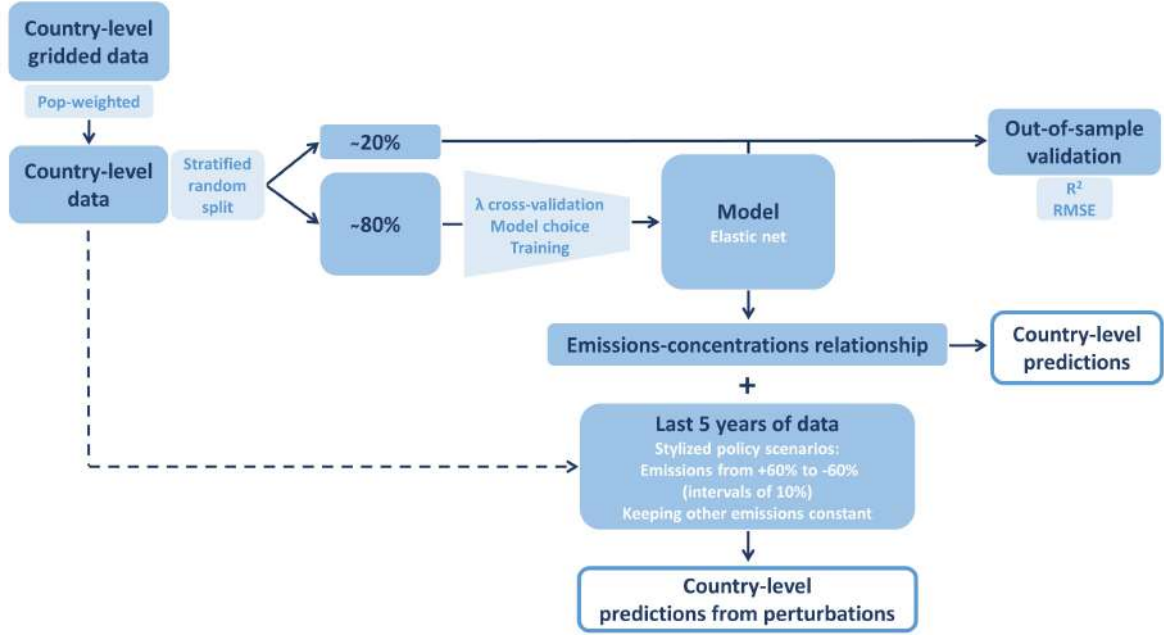 Country-level
gridded data
Pop-weighted
Country-level
data
Stratified
random
split
~20%
~80%
λ cross-validation
Model choice
Training
Model
Elastic net
Out-of-sample
validation
R²
RMSE
Emissions-concentrations relationship
Country-level
predictions
+
Last 5 years of data
Stylized policy scenarios:
Emissions from +60% to -60%
(intervals of 10%)
Keeping other emissions constant
Country-level
predictions from perturbations